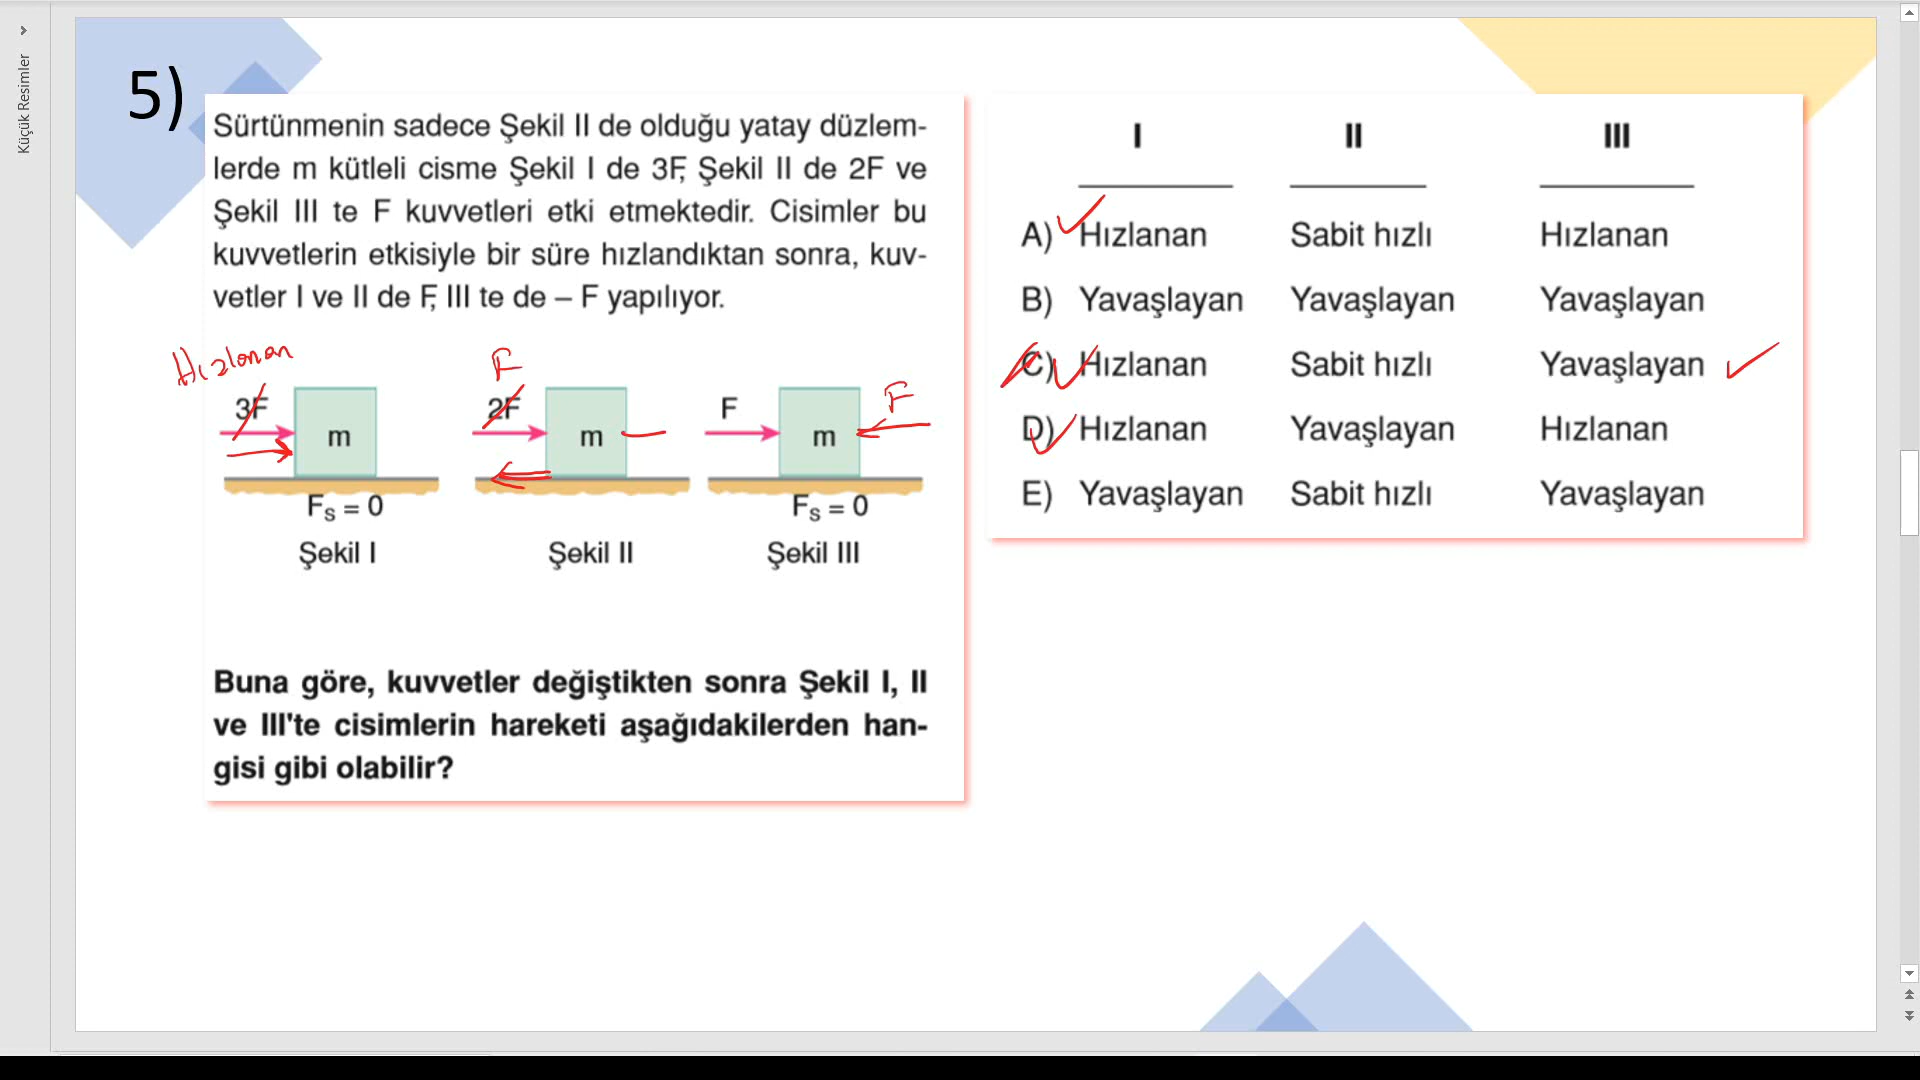 Küçük Resimler
5)
Sürtünmenin sadece Şekil II de olduğu yatay düzlem-
lerde m kütleli cisme Şekil I de 3F, Şekil II de 2F ve
Şekil III te F kuvvetleri etki etmektedir. Cisimler bu
kuvvetlerin etkisiyle bir süre hızlandıktan sonra, kuv-
vetler I ve II de F, III te de – F yapılıyor.
Hızlanan
F
3F m
2F m
F m F
Fs = 0
Fs = 0
Şekil I
Şekil II
Şekil III
Buna göre, kuvvetler değiştikten sonra Şekil I, II
ve III'te cisimlerin hareketi aşağıdakilerden han-
gisi gibi olabilir?
I II III
A) Hızlanan Sabit hızlı Hızlanan
B) Yavaşlayan Yavaşlayan Yavaşlayan
C) Hızlanan Sabit hızlı Yavaşlayan
D) Hızlanan Yavaşlayan Hızlanan
E) Yavaşlayan Sabit hızlı Yavaşlayan